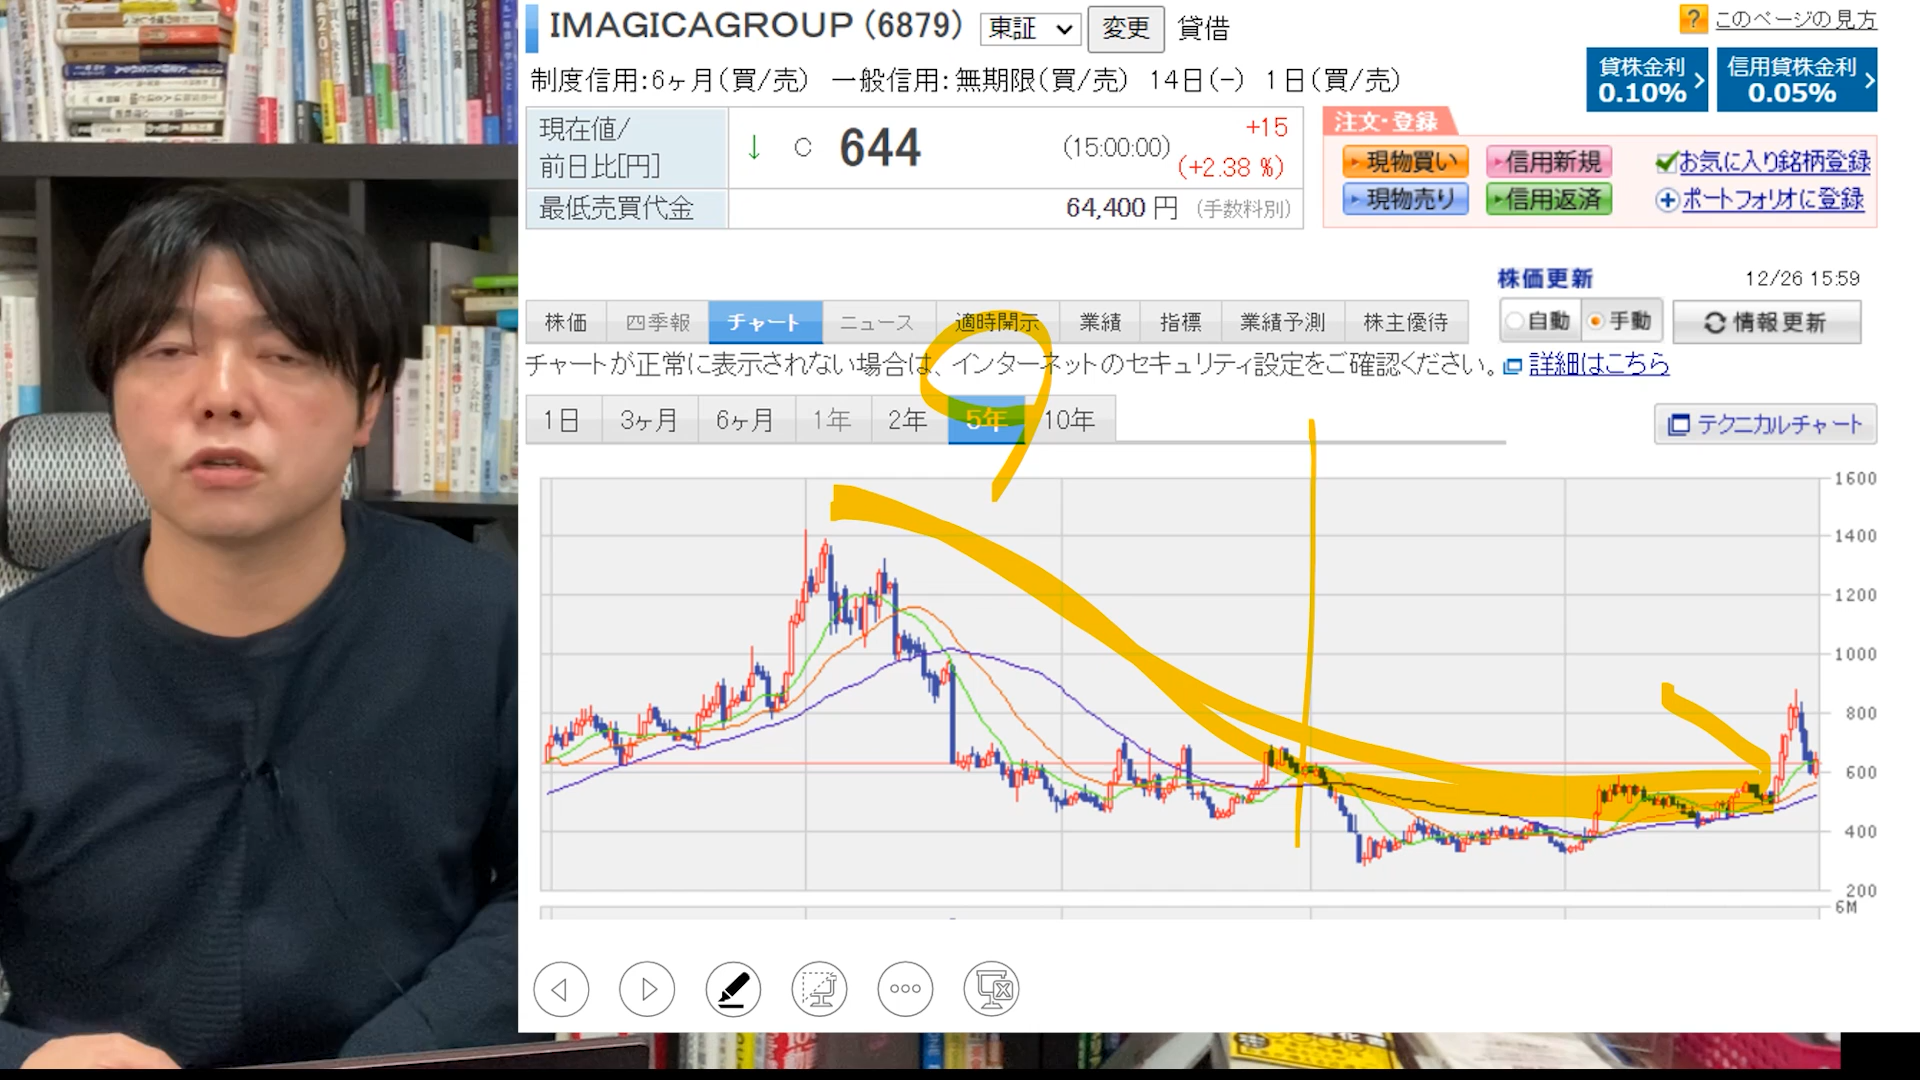 IMAGICAGROUP (6879) 東証 変更 貸借
? このページの見方
制度信用:6ヶ月(買/売) 一般信用:無期限(買/売) 14日(-) 1日(買/売)
貸株金利 0.10%
信用貸株金利 0.05%
現在値/
前日比[円]
↓ C 644 (15:00:00) +15
(+2.38 %)
最低売買代金 64,400 円 (手数料別)
注文・登録
現物買い 信用新規 お気に入り銘柄登録
現物売り 信用返済 ポートフォリオに登録
株価更新 12/26 15:59
自動 手動 情報更新
株価 四季報 チャート ニュース 適時開示 業績 指標 業績予測 株主優待
チャートが正常に表示されない場合は、インターネットのセキュリティ設定をご確認ください。 詳細はこちら
1日 3ヶ月 6ヶ月 1年 2年 5年 10年
テクニカルチャート
1600
1400
1200
1000
800
600
400
200
6M